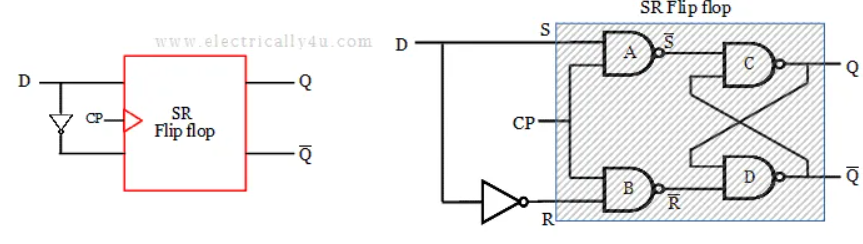 www.electrically4u.com
D
CP
SR
Flip flop
Q
Q̅
SR Flip flop
D
S
A
S̅
C
Q
CP
B
R̅
D
Q̅
R